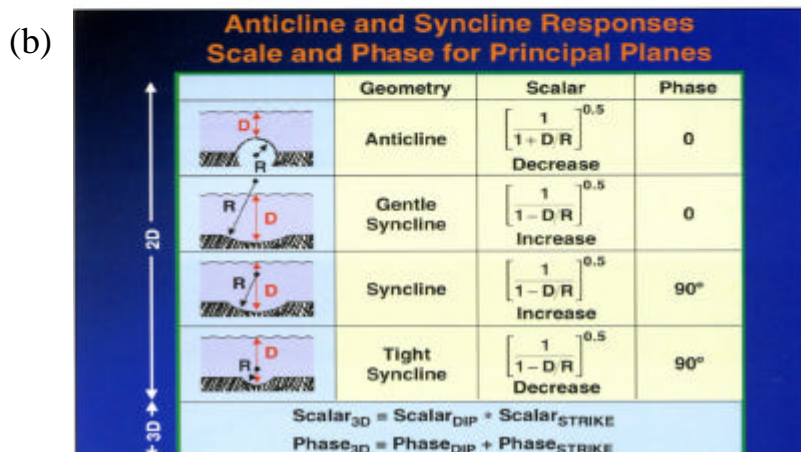 (b)
Anticline and Syncline Responses
Scale and Phase for Principal Planes
Geometry Scalar Phase
D
R
Anticline
[1 / 1 + D/R]^0.5
Decrease
0
R
D
Gentle
Syncline
[1 / 1 – D/R]^0.5
Increase
0
R
D
Syncline
[1 / 1 – D/R]^0.5
Increase
90°
R
D
Tight
Syncline
[1 / 1 – D/R]^0.5
Decrease
90°
2D
3D
Scalar3D = ScalarDIP * ScalarSTRIKE
Phase3D = PhaseDIP + PhaseSTRIKE